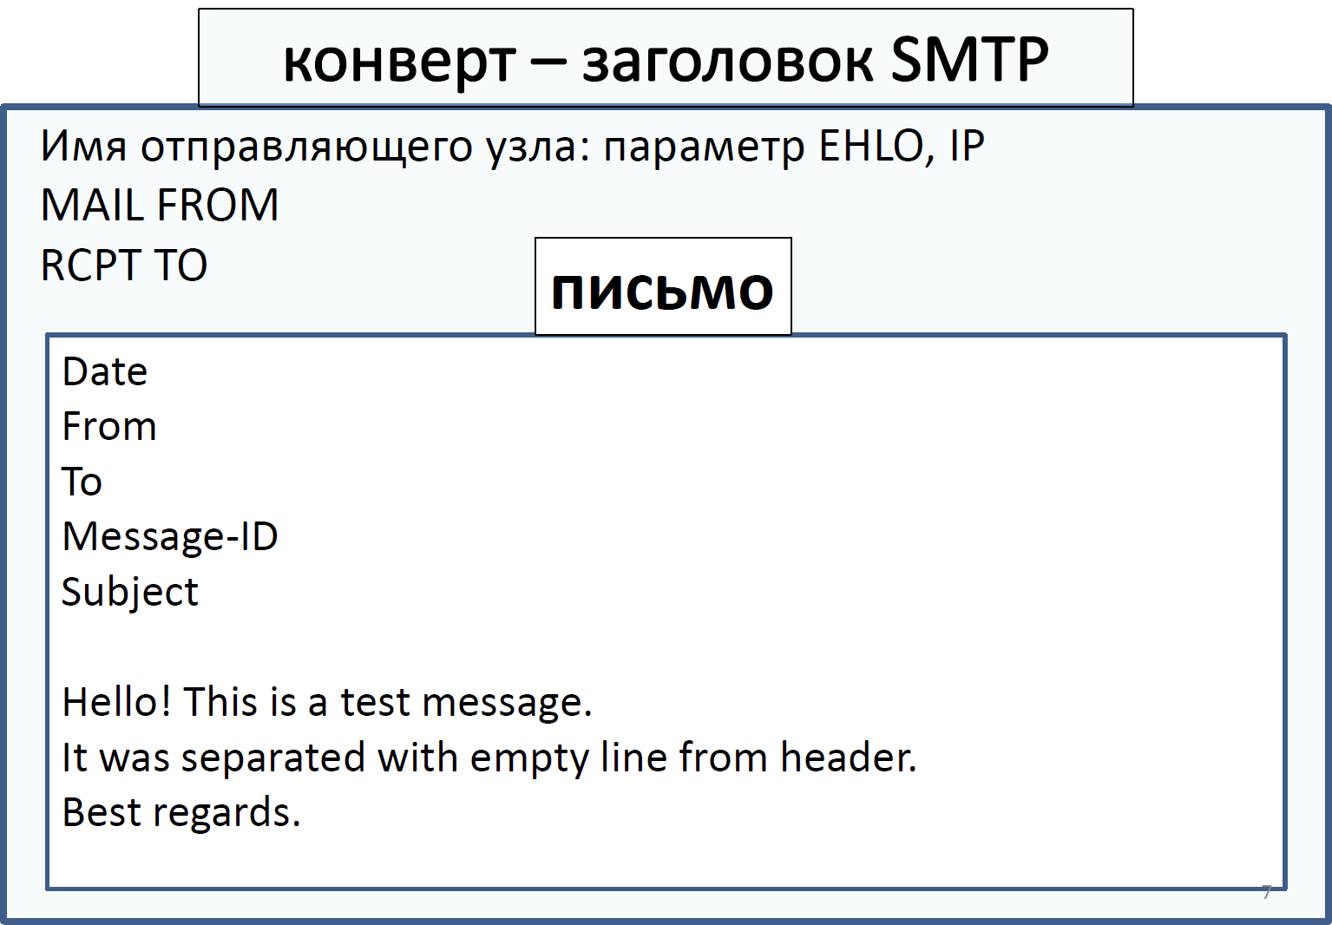 конверт – заголовок SMTP
Имя отправляющего узла: параметр EHLO, IP
MAIL FROM
RCPT TO
письмо
Date
From
To
Message-ID
Subject
Hello! This is a test message.
It was separated with empty line from header.
Best regards.
7